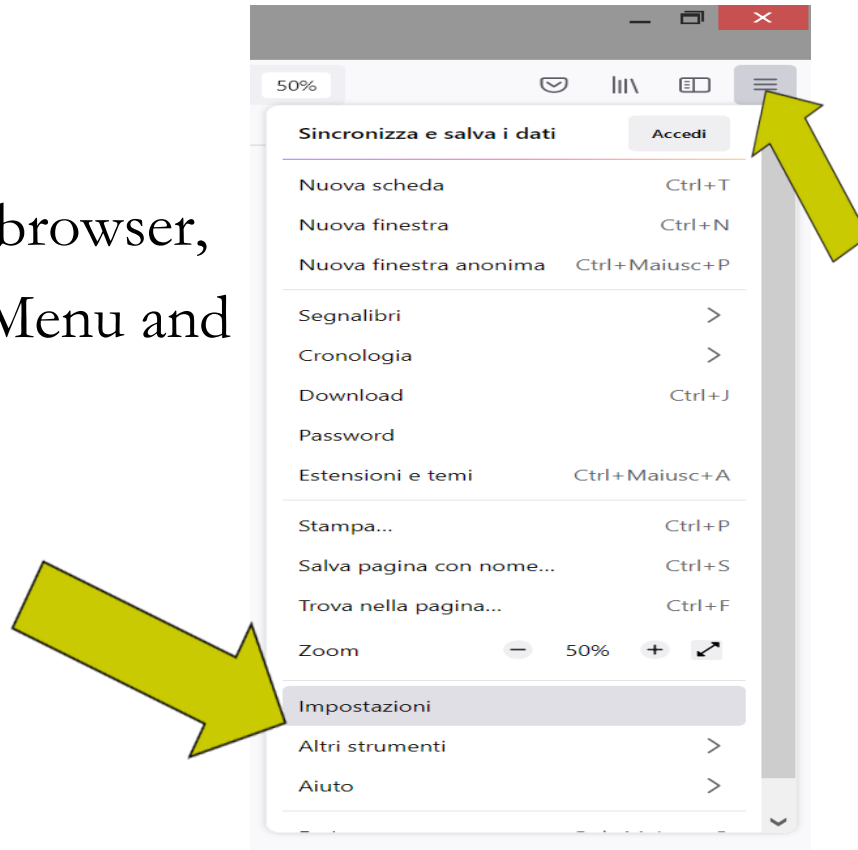 50%
Sincronizza e salva i dati Accedi
Nuova scheda Ctrl+T
Nuova finestra Ctrl+N
Nuova finestra anonima Ctrl+Maiusc+P
browser,
Menu and
Segnalibri
Cronologia
Download Ctrl+J
Password
Estensioni e temi Ctrl+Maiusc+A
Stampa... Ctrl+P
Salva pagina con nome... Ctrl+S
Trova nella pagina... Ctrl+F
Zoom 50%
Impostazioni
Altri strumenti
Aiuto